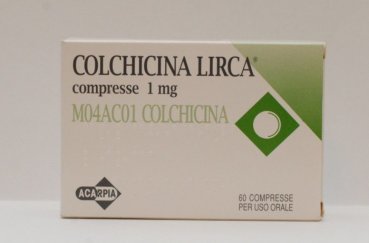 COLCHICINA LIRCA®
compresse 1 mg
M04AC01 COLCHICINA
ACARPIA
60 COMPRESSE
PER USO ORALE